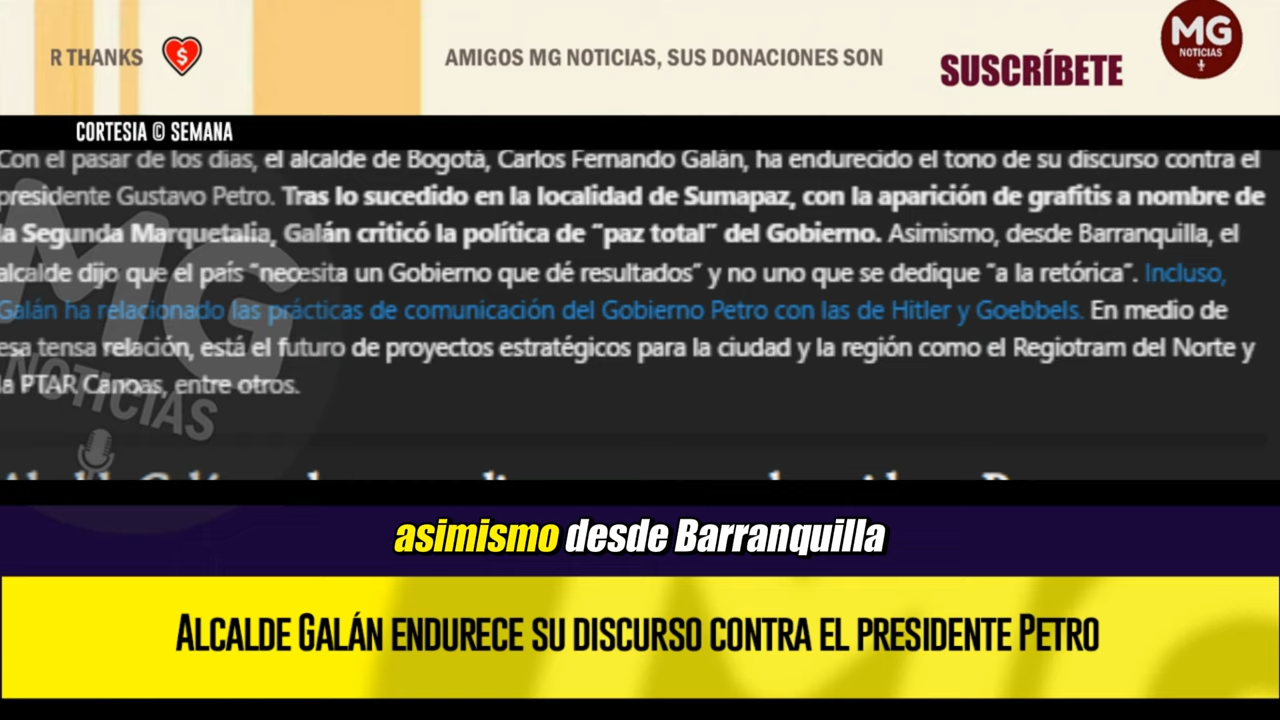 R THANKS
AMIGOS MG NOTICIAS, SUS DONACIONES SON
SUSCRÍBETE
MG
NOTICIAS
CORTESIA © SEMANA
Con el pasar de los días, el alcalde de Bogotá, Carlos Fernando Galán, ha endurecido el tono de su discurso contra el
presidente Gustavo Petro. Tras lo sucedido en la localidad de Sumapaz, con la aparición de grafitis a nombre de
la Segunda Marquetalia, Galán criticó la política de “paz total” del Gobierno. Asimismo, desde Barranquilla, el
alcalde dijo que el país “necesita un Gobierno que dé resultados” y no uno que se dedique “a la retórica”. Incluso,
Galán ha relacionado las prácticas de comunicación del Gobierno Petro con las de Hitler y Goebbels. En medio de
esa tensa relación, está el futuro de proyectos estratégicos para la ciudad y la región como el Regiotram del Norte y
la PTAR Canoas, entre otros.
MG
NOTICIAS
asimismo desde Barranquilla
ALCALDE GALÁN ENDURECE SU DISCURSO CONTRA EL PRESIDENTE PETRO